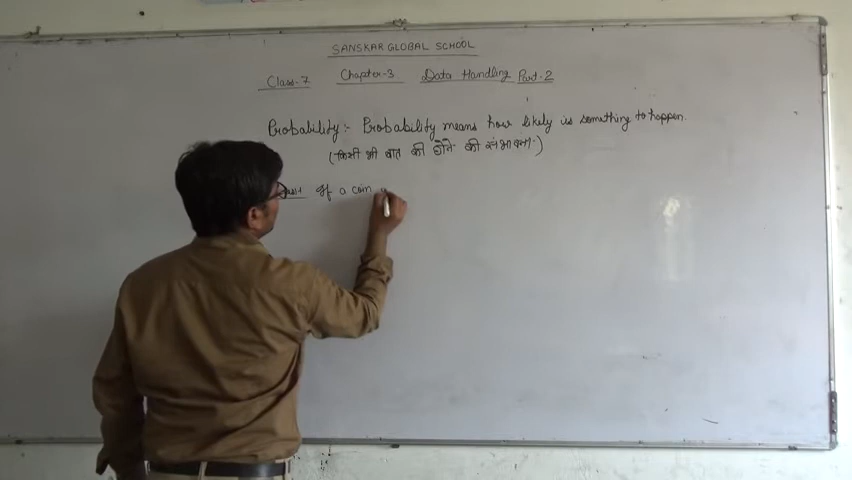 SANSKAR GLOBAL SCHOOL
Class-7 Chapter-3 Data Handling Part-2
Probability:- Probability means how likely is something to happen.
(किसी भी बात की होने की संभावना)
If a coin